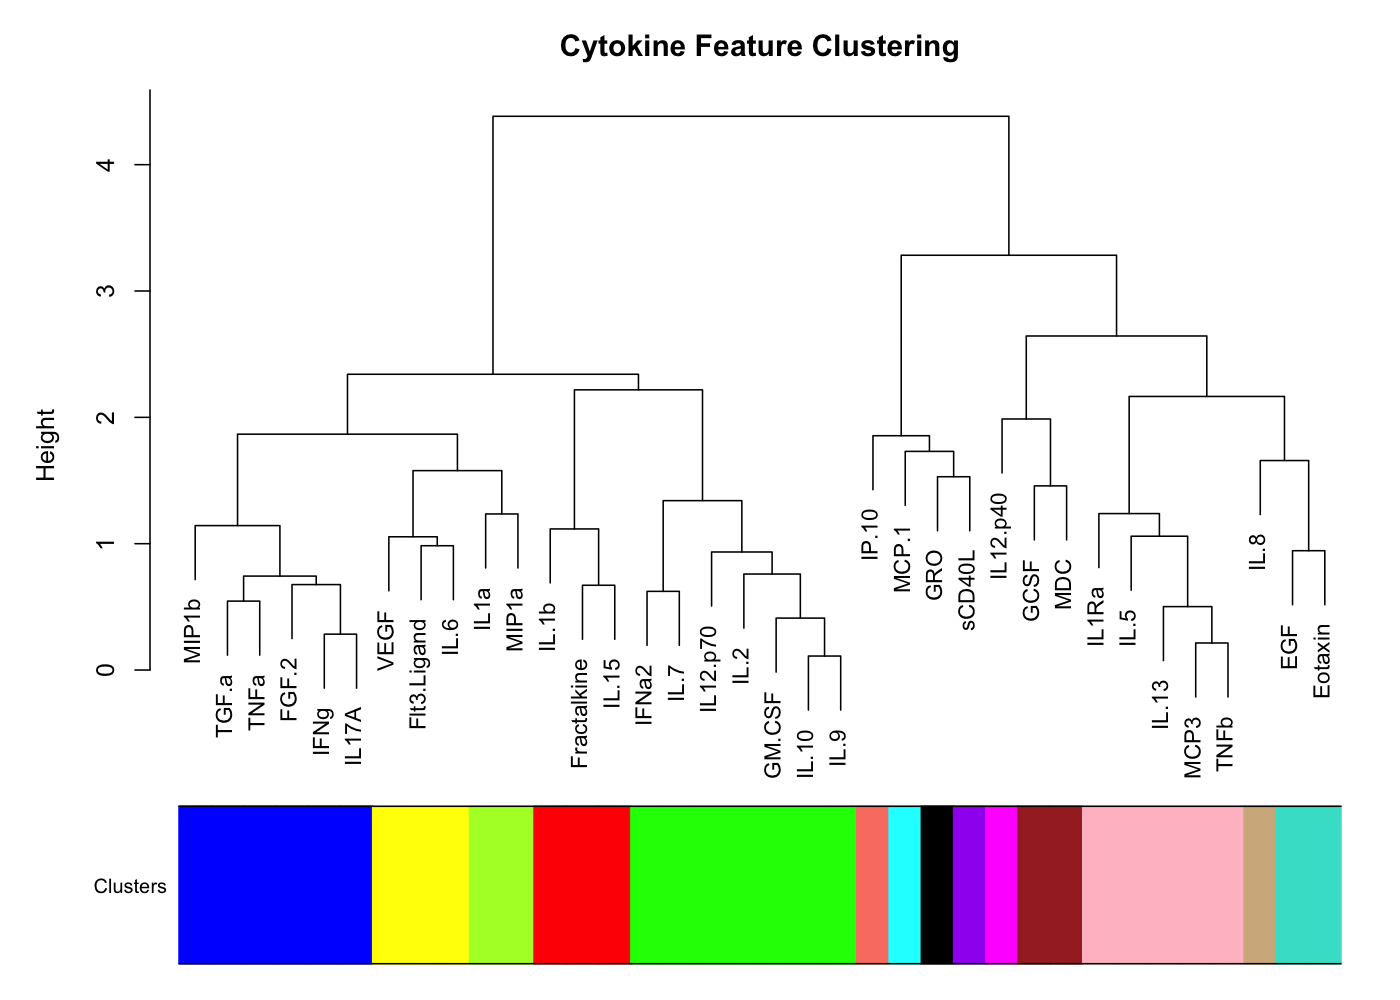 Cytokine Feature Clustering
Height
4
3
2
1
0
MIP1b
TGF.a
TNFa
FGF.2
IFNg
IL17A
VEGF
Flt3.Ligand
IL.6
IL1a
MIP1a
IL.1b
Fractalkine
IL.15
IFNa2
IL.7
IL12.p70
IL.2
GM.CSF
IL.10
IL.9
IP.10
MCP.1
GRO
sCD40L
IL12.p40
GCSF
MDC
IL1Ra
IL.5
IL.13
MCP3
TNFb
IL.8
EGF
Eotaxin
Clusters